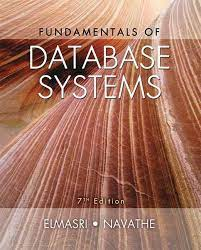 FUNDAMENTALS OF
DATABASE
SYSTEMS
7TH Edition
ELMASRI • NAVATHE